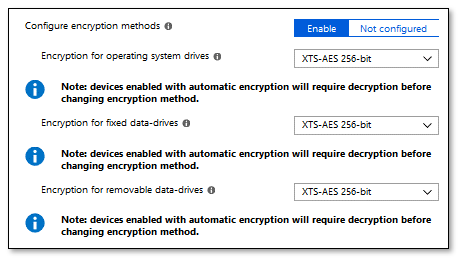 Configure encryption methods
Enable
Not configured
Encryption for operating system drives
XTS-AES 256-bit
Note: devices enabled with automatic encryption will require decryption before
changing encryption method.
Encryption for fixed data-drives
XTS-AES 256-bit
Note: devices enabled with automatic encryption will require decryption before
changing encryption method.
Encryption for removable data-drives
XTS-AES 256-bit
Note: devices enabled with automatic encryption will require decryption before
changing encryption method.